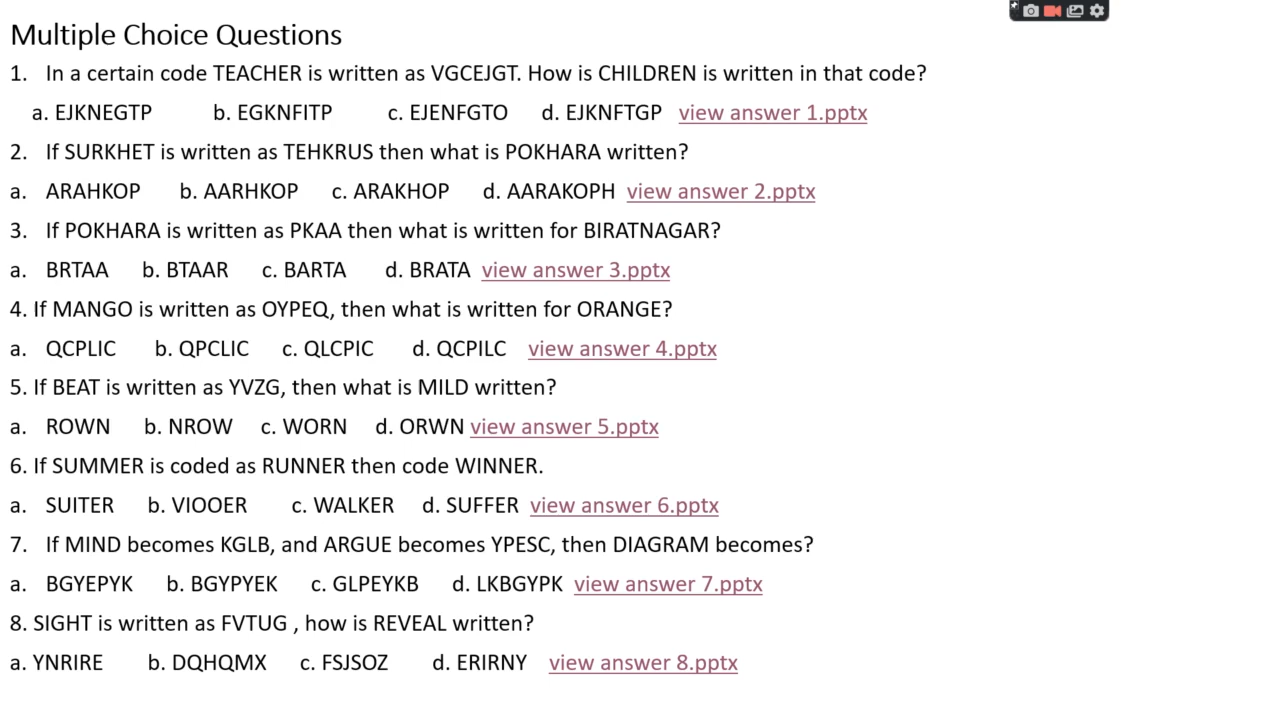 Multiple Choice Questions
1. In a certain code TEACHER is written as VGCEJGT. How is CHILDREN is written in that code?
a. EJKNEGTP b. EGKNFITP c. EJENFGTO d. EJKNFTGP view answer 1.pptx
2. If SURKHET is written as TEHKRUS then what is POKHARA written?
a. ARAHKOP b. AARHKOP c. ARAKHOP d. AARAKOPH view answer 2.pptx
3. If POKHARA is written as PKAA then what is written for BIRATNAGAR?
a. BRTAA b. BTAAR c. BARTA d. BRATA view answer 3.pptx
4. If MANGO is written as OYPEQ, then what is written for ORANGE?
a. QCPLIC b. QPCLIC c. QLCPIC d. QCPILC view answer 4.pptx
5. If BEAT is written as YVZG, then what is MILD written?
a. ROWN b. NROW c. WORN d. ORWN view answer 5.pptx
6. If SUMMER is coded as RUNNER then code WINNER.
a. SUITER b. VIOOER c. WALKER d. SUFFER view answer 6.pptx
7. If MIND becomes KGLB, and ARGUE becomes YPESC, then DIAGRAM becomes?
a. BGYEPYK b. BGYPYEK c. GLPEYKB d. LKBGYPK view answer 7.pptx
8. SIGHT is written as FVTUG , how is REVEAL written?
a. YNRIRE b. DQHQMX c. FSJSOZ d. ERIRNY view answer 8.pptx